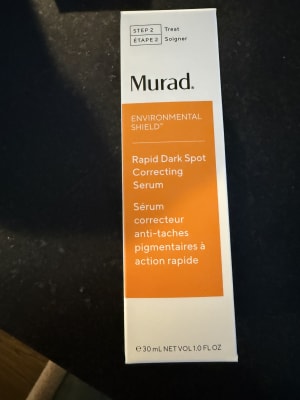 STEP 2 Treat
ÉTAPE 2 Soigner
Murad.
ENVIRONMENTAL
SHIELD™
Rapid Dark Spot
Correcting
Serum
Sérum
correcteur
anti-taches
pigmentaires à
action rapide
℮ 30 mL NET VOL 1.0 FL OZ